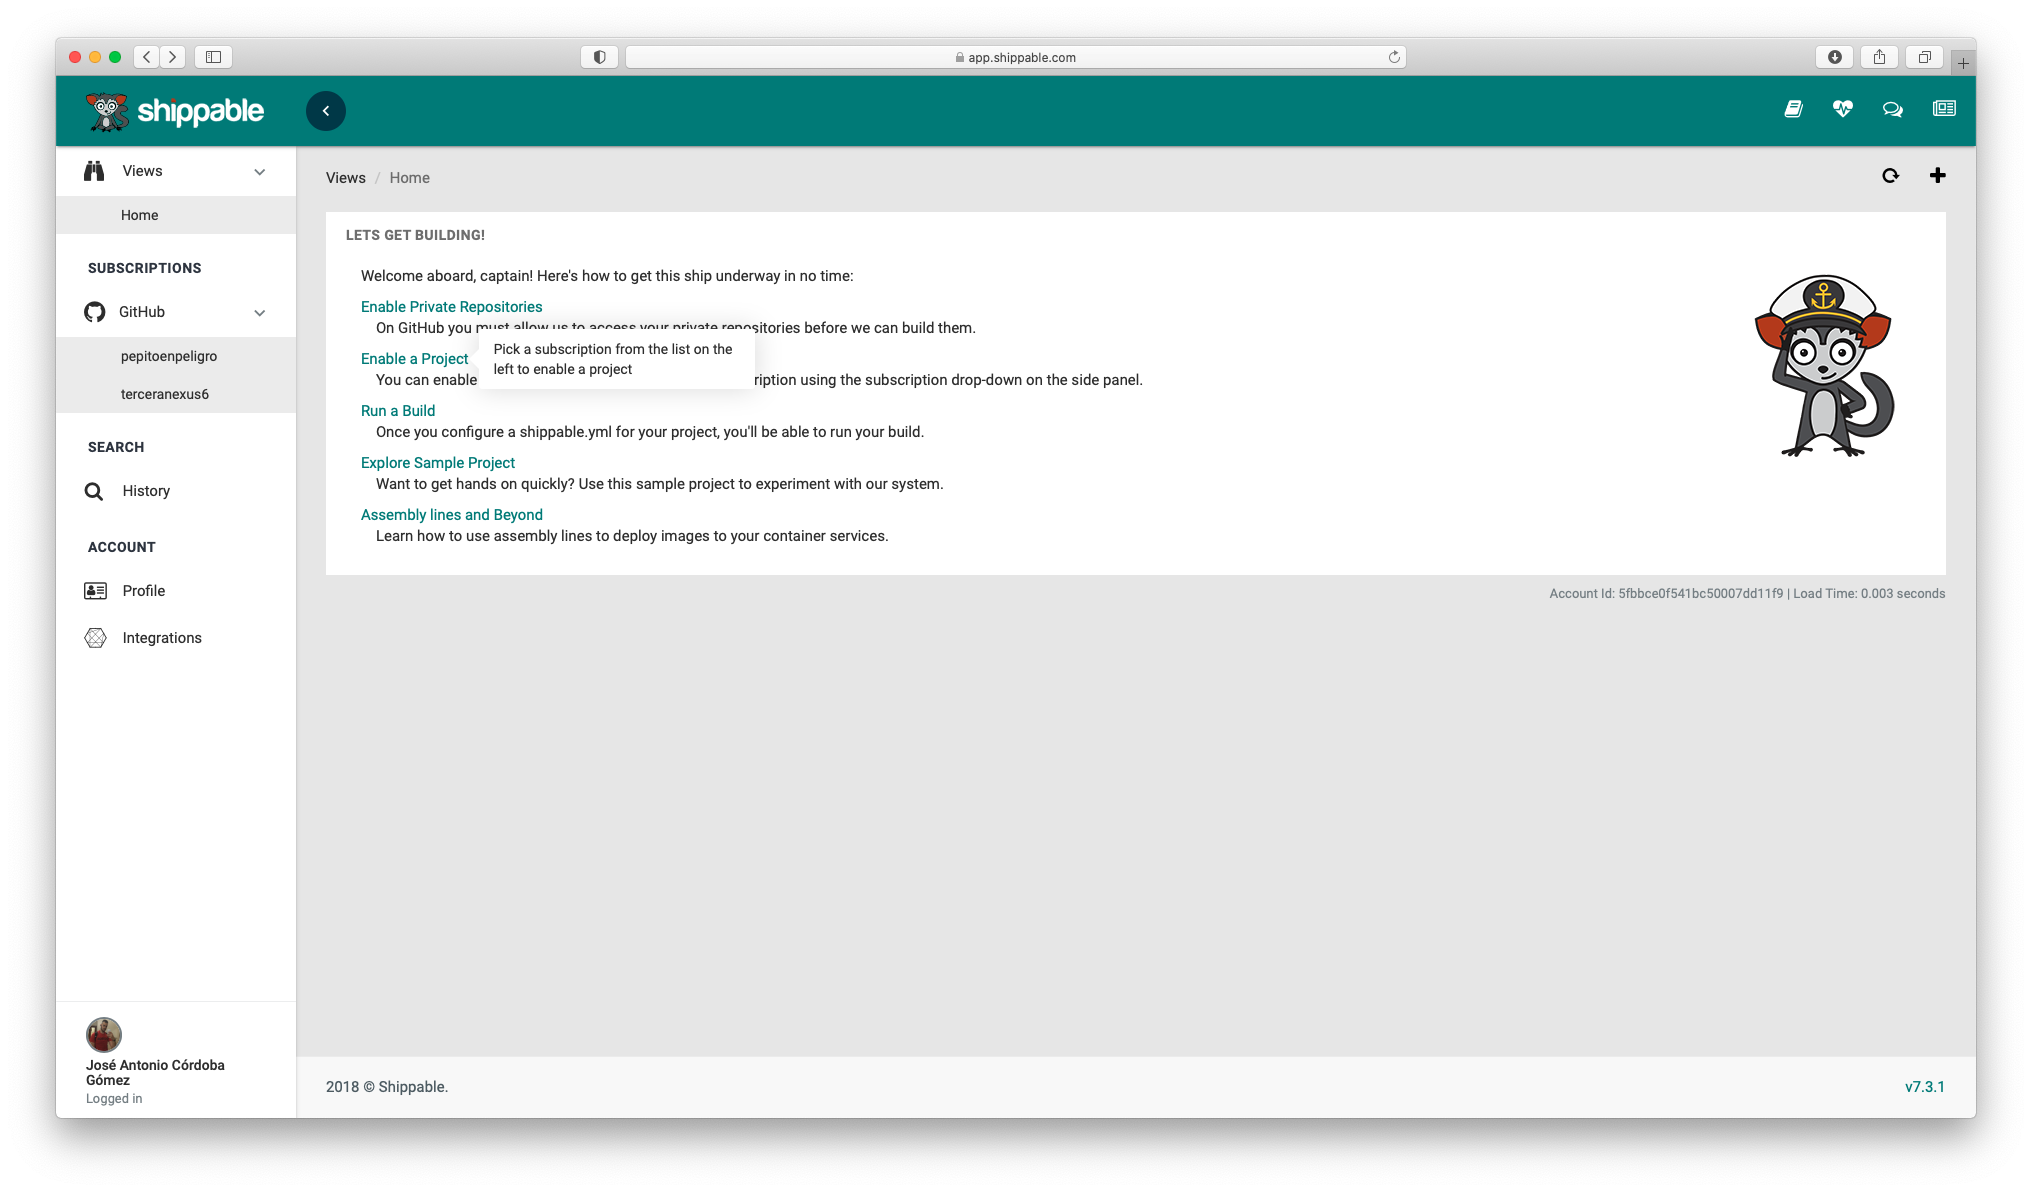 app.shippable.com
shippable
Views
Home
SUBSCRIPTIONS
GitHub
pepitoenpeligro
terceranexus6
SEARCH
History
ACCOUNT
Profile
Integrations
José Antonio Córdoba
Gómez
Logged in
Views / Home
LETS GET BUILDING!
Welcome aboard, captain! Here's how to get this ship underway in no time:
Enable Private Repositories
On GitHub you must allow us to access your private repositories before we can build them.
Enable a Project
Pick a subscription from the list on the
left to enable a project
You can enable ription using the subscription drop-down on the side panel.
Run a Build
Once you configure a shippable.yml for your project, you'll be able to run your build.
Explore Sample Project
Want to get hands on quickly? Use this sample project to experiment with our system.
Assembly lines and Beyond
Learn how to use assembly lines to deploy images to your container services.
Account Id: 5fbbce0f541bc50007dd11f9 | Load Time: 0.003 seconds
2018 © Shippable.
v7.3.1